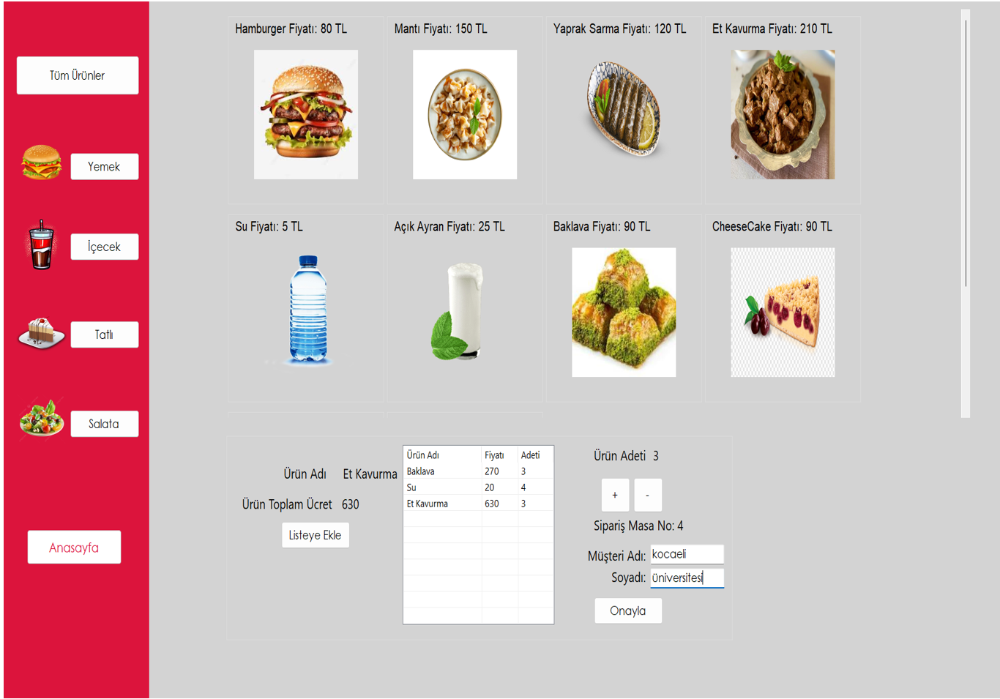 Tüm Ürünler
Yemek
İçecek
Tatlı
Salata
Anasayfa
Hamburger Fiyatı: 80 TL
Mantı Fiyatı: 150 TL
Yaprak Sarma Fiyatı: 120 TL
Et Kavurma Fiyatı: 210 TL
Su Fiyatı: 5 TL
Açık Ayran Fiyatı: 25 TL
Baklava Fiyatı: 90 TL
CheeseCake Fiyatı: 90 TL
Ürün Adı Et Kavurma
Ürün Toplam Ücret 630
Listeye Ekle
Ürün Adı Fiyatı Adeti
Baklava 270 3
Su 20 4
Et Kavurma 630 3
Ürün Adeti 3
+ -
Sipariş Masa No: 4
Müşteri Adı: kocaeli
Soyadı: üniversitesi
Onayla